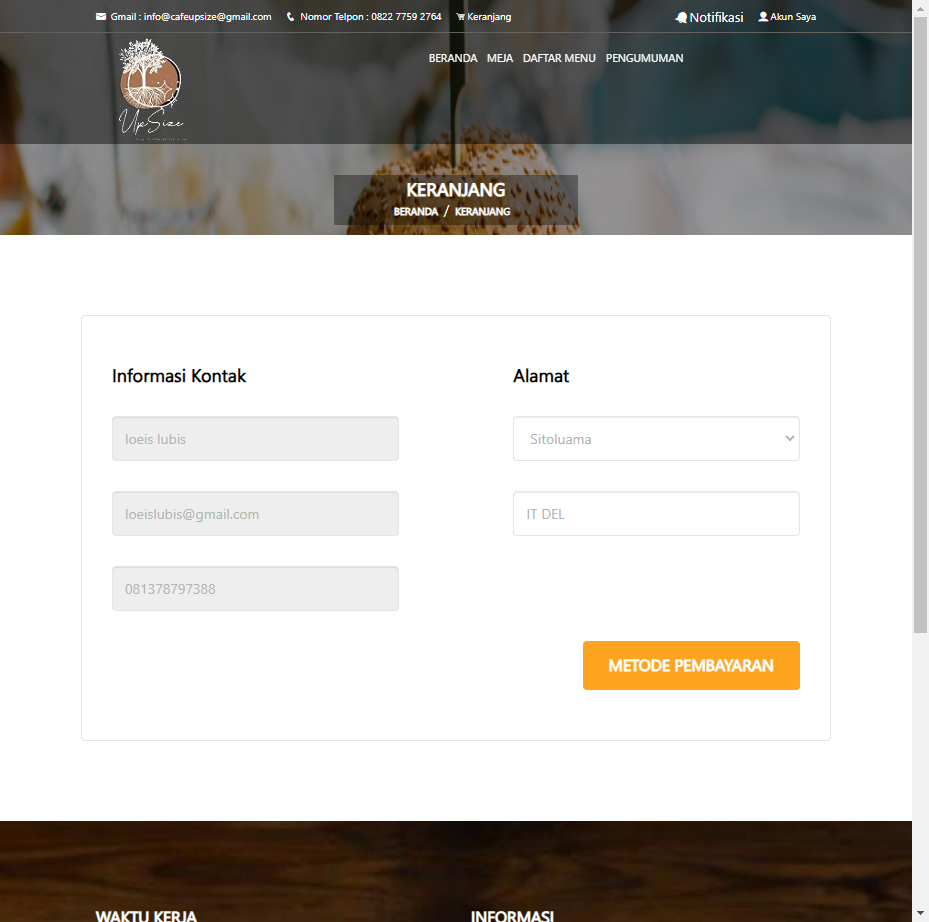 Gmail : info@cafeupsize@gmail.com Nomor Telpon : 0822 7759 2764 Keranjang Notifikasi Akun Saya
UpSize
BERANDA MEJA DAFTAR MENU PENGUMUMAN
KERANJANG
BERANDA / KERANJANG
Informasi Kontak
loeis lubis
loeislubis@gmail.com
081378797388
Alamat
Sitoluama
IT DEL
METODE PEMBAYARAN
WAKTU KERJA
INFORMASI